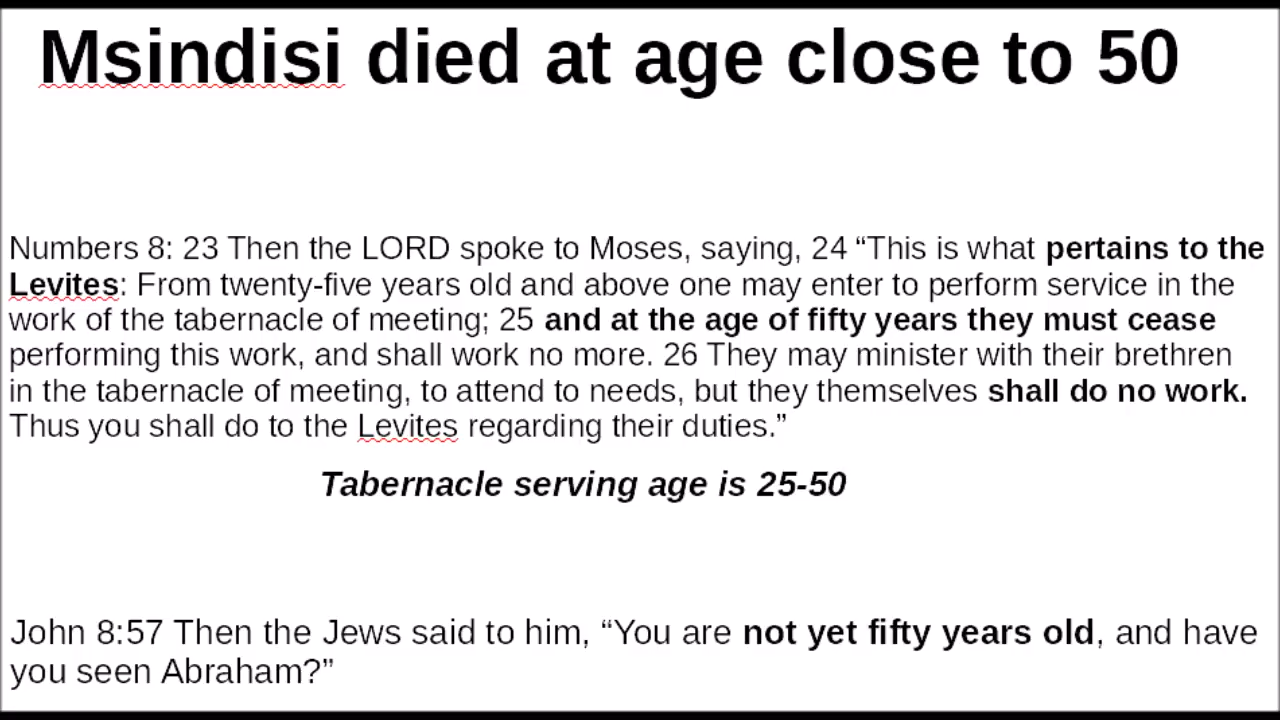 Msindisi died at age close to 50
Numbers 8: 23 Then the LORD spoke to Moses, saying, 24 “This is what pertains to the
Levites: From twenty-five years old and above one may enter to perform service in the
work of the tabernacle of meeting; 25 and at the age of fifty years they must cease
performing this work, and shall work no more. 26 They may minister with their brethren
in the tabernacle of meeting, to attend to needs, but they themselves shall do no work.
Thus you shall do to the Levites regarding their duties.”
Tabernacle serving age is 25-50
John 8:57 Then the Jews said to him, “You are not yet fifty years old, and have
you seen Abraham?”